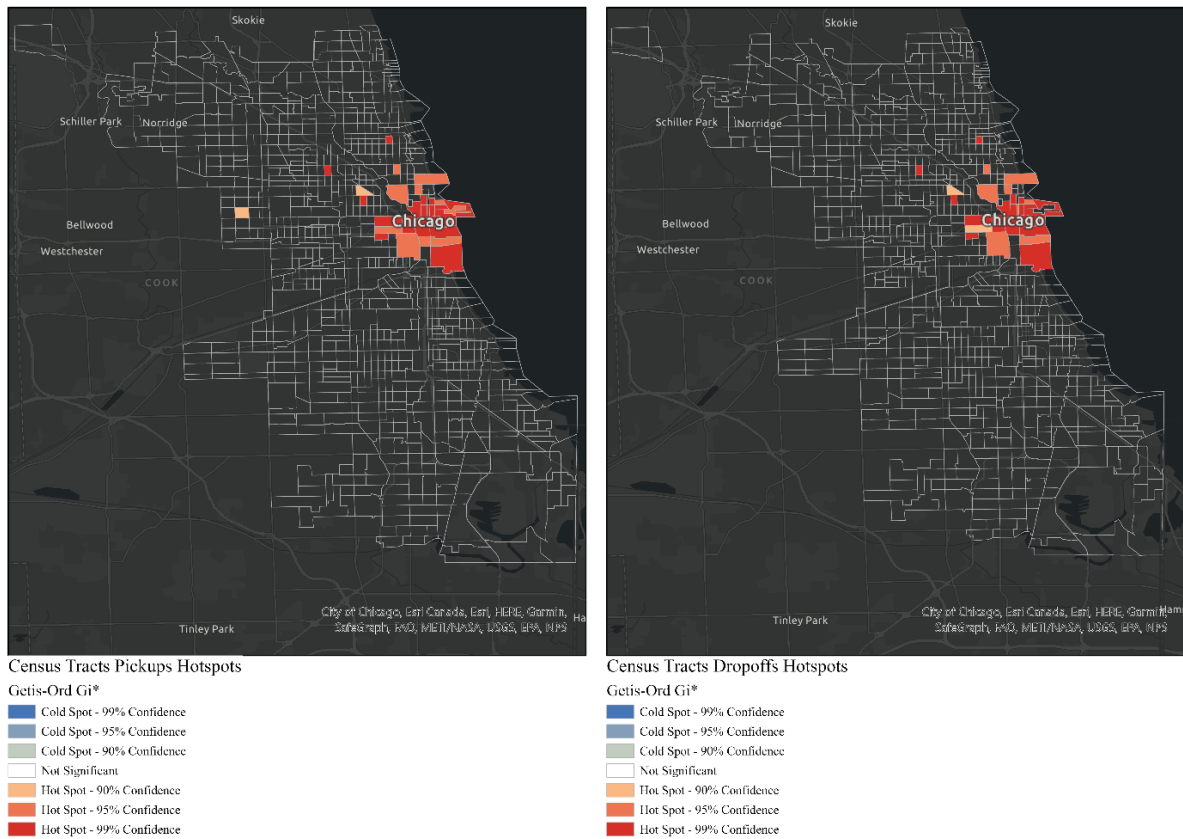 Skokie
Schiller Park
Norridge
Bellwood
Chicago
Westchester
COOK
City of Chicago, Esri Canada, Esri, HERE, Garmin,
SafeGraph, FAO, METI/NASA, USGS, EPA, NPS
Ha
Tinley Park
Census Tracts Pickups Hotspots
Getis-Ord Gi*
Cold Spot - 99% Confidence
Cold Spot - 95% Confidence
Cold Spot - 90% Confidence
Not Significant
Hot Spot - 90% Confidence
Hot Spot - 95% Confidence
Hot Spot - 99% Confidence
Skokie
Schiller Park
Norridge
Bellwood
Chicago
Westchester
COOK
City of Chicago, Esri Canada, Esri, HERE, Garmin,
SafeGraph, FAO, METI/NASA, USGS, EPA, NPS
Ham
Tinley Park
Census Tracts Dropoffs Hotspots
Getis-Ord Gi*
Cold Spot - 99% Confidence
Cold Spot - 95% Confidence
Cold Spot - 90% Confidence
Not Significant
Hot Spot - 90% Confidence
Hot Spot - 95% Confidence
Hot Spot - 99% Confidence